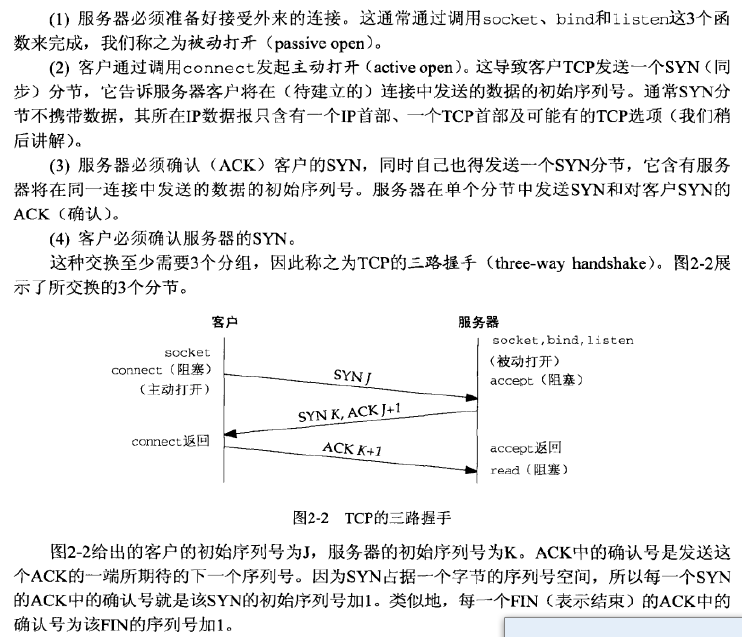 (1) 服务器必须准备好接受外来的连接。这通常通过调用socket、bind和listen这3个函
数来完成，我们称之为被动打开（passive open）。
(2) 客户通过调用connect发起主动打开（active open）。这导致客户TCP发送一个SYN（同
步）分节，它告诉服务器客户将在（待建立的）连接中发送的数据的初始序列号。通常SYN分
节不携带数据，其所在IP数据报只含有一个IP首部、一个TCP首部及可能有的TCP选项（我们稍
后讲解）。
(3) 服务器必须确认（ACK）客户的SYN，同时自己也得发送一个SYN分节，它含有服务
器将在同一连接中发送的数据的初始序列号。服务器在单个分节中发送SYN和对客户SYN的
ACK（确认）。
(4) 客户必须确认服务器的SYN。
这种交换至少需要3个分组，因此称之为TCP的三路握手（three-way handshake）。图2-2展
示了所交换的3个分节。
客户
服务器
socket
connect（阻塞）
（主动打开）
socket,bind,listen
（被动打开）
accept（阻塞）
SYN J
SYN K, ACK J+1
connect返回
ACK K+1
accept返回
read（阻塞）
图2-2 TCP的三路握手
图2-2给出的客户的初始序列号为J，服务器的初始序列号为K。ACK中的确认号是发送这
个ACK的一端所期待的下一个序列号。因为SYN占据一个字节的序列号空间，所以每一个SYN
的ACK中的确认号就是该SYN的初始序列号加1。类似地，每一个FIN（表示结束）的ACK中的
确认号为该FIN的序列号加1。